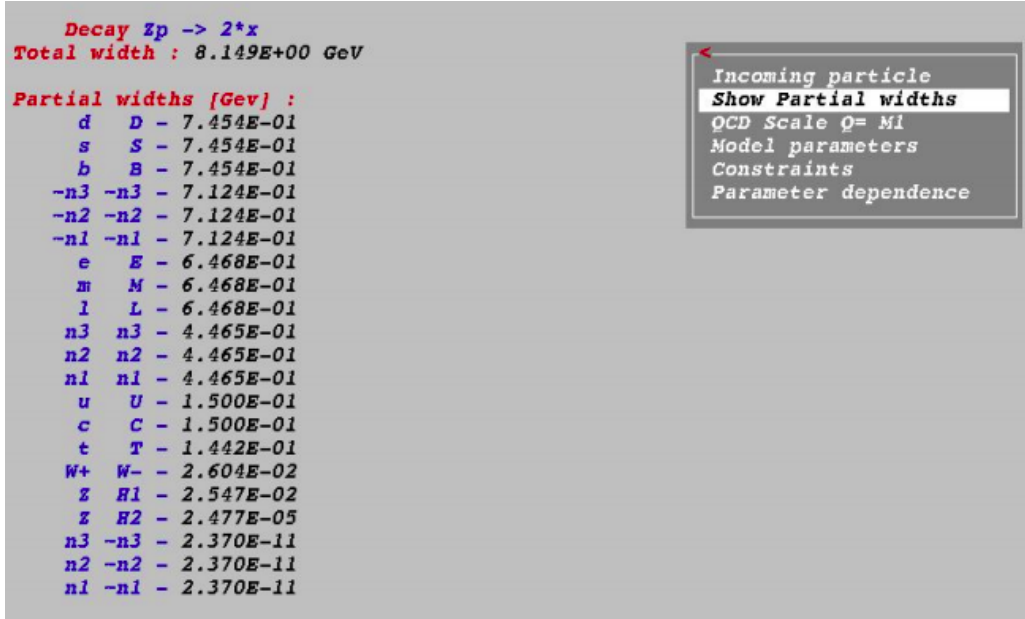 Decay Zp -> 2*x
Total width : 8.149E+00 GeV
Partial widths [Gev] :
d D - 7.454E-01
s S - 7.454E-01
b B - 7.454E-01
~n3 ~n3 - 7.124E-01
~n2 ~n2 - 7.124E-01
~n1 ~n1 - 7.124E-01
e E - 6.468E-01
m M - 6.468E-01
l L - 6.468E-01
n3 n3 - 4.465E-01
n2 n2 - 4.465E-01
n1 n1 - 4.465E-01
u U - 1.500E-01
c C - 1.500E-01
t T - 1.442E-01
W+ W- - 2.604E-02
Z H1 - 2.547E-02
Z H2 - 2.477E-05
n3 ~n3 - 2.370E-11
n2 ~n2 - 2.370E-11
n1 ~n1 - 2.370E-11
<
Incoming particle
Show Partial widths
QCD Scale Q= M1
Model parameters
Constraints
Parameter dependence